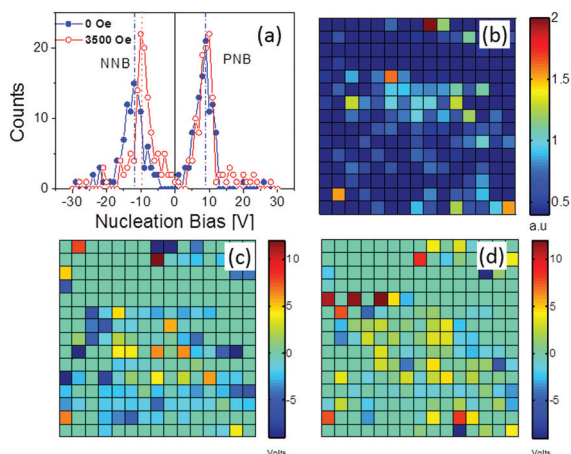 0 Oe
3500 Oe
(a)
NNB
PNB
20
10
0
Counts
-30 -20 -10 0 10 20 30
Nucleation Bias [V]
(b)
2
1.5
1
0.5
a.u
(c)
10
5
0
-5
Volts
(d)
10
5
0
-5
Volts